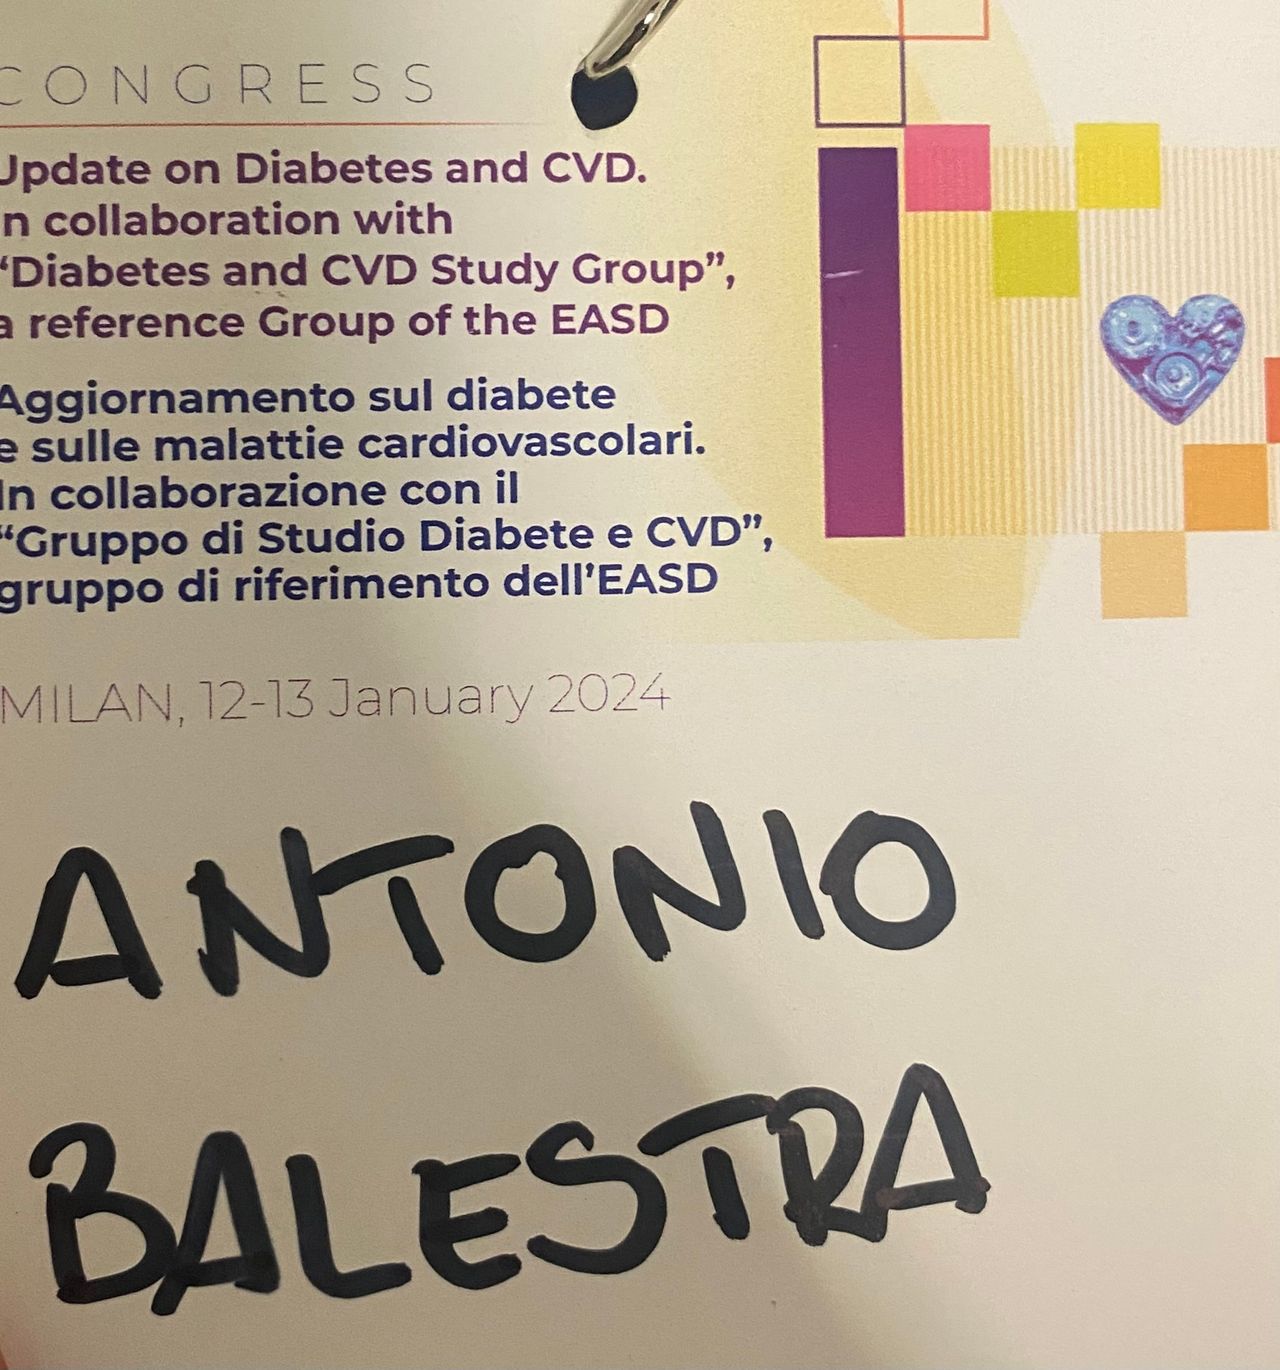 CONGRESS
Update on Diabetes and CVD.
In collaboration with
“Diabetes and CVD Study Group”,
a reference Group of the EASD
Aggiornamento sul diabete
e sulle malattie cardiovascolari.
In collaborazione con il
“Gruppo di Studio Diabete e CVD”,
gruppo di riferimento dell’EASD
MILAN, 12-13 January 2024
ANTONIO
BALESTRA